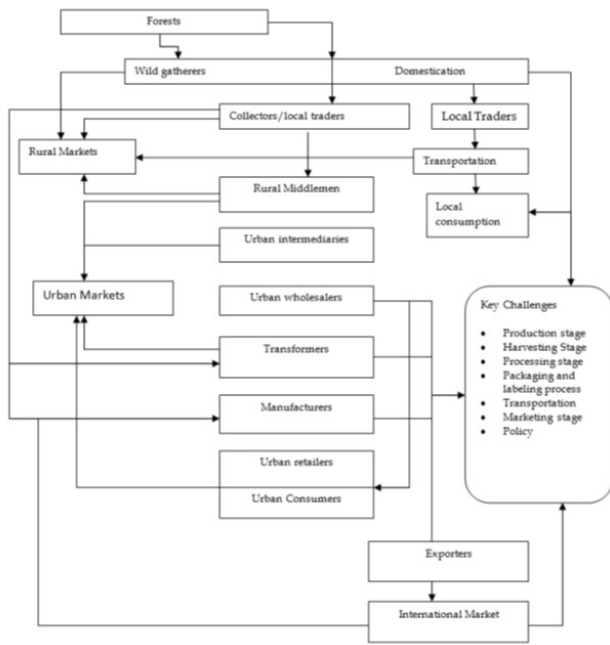 Forests
Wild gatherers Domestication
Collectors/local traders
Local Traders
Rural Markets
Transportation
Rural Middlemen
Local
consumption
Urban intermediaries
Urban Markets
Urban wholesalers
Key Challenges
• Production stage
• Harvesting Stage
• Processing stage
• Packaging and
labeling process
• Transportation
• Marketing stage
• Policy
Transformers
Manufacturers
Urban retailers
Urban Consumers
Exporters
International Market